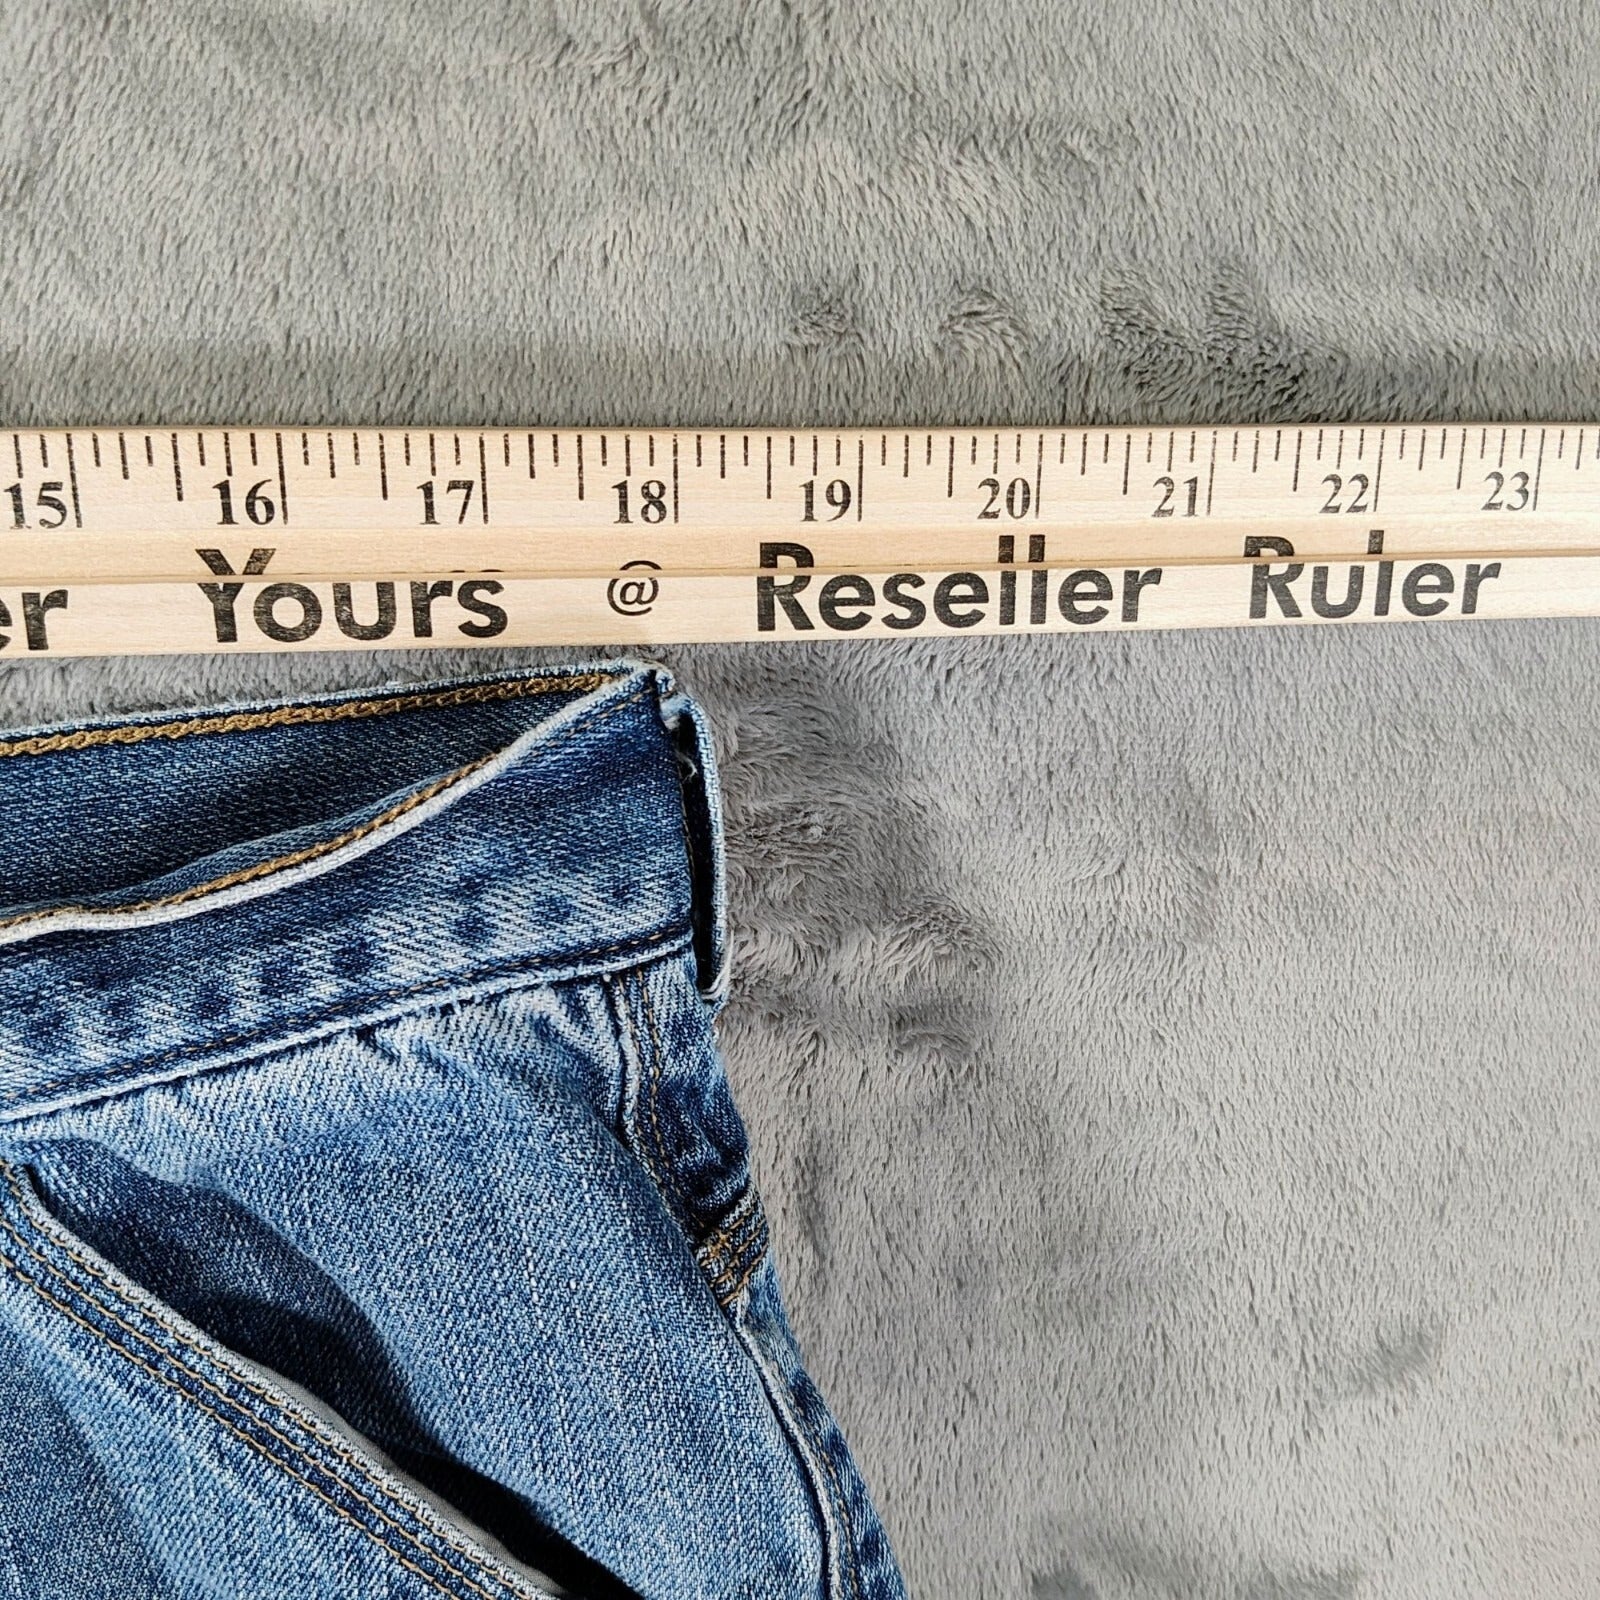 15 16 17 18 19 20 21 22 23
er Yours @ Reseller Ruler